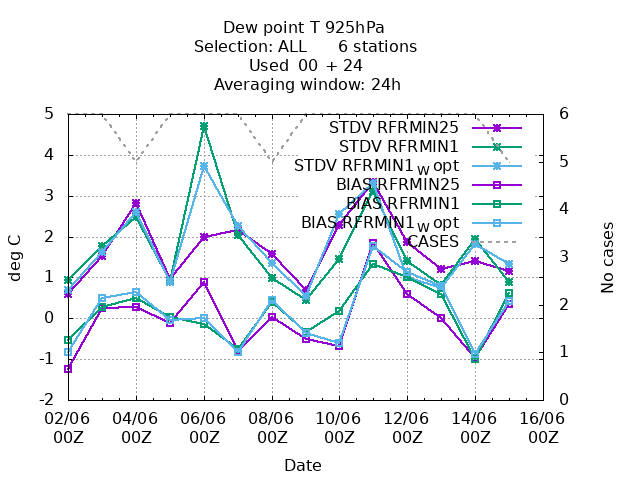 Dew point T 925hPa
Selection: ALL 6 stations
Used 00 + 24
Averaging window: 24h
deg C
5
4
3
2
1
0
-1
-2
STDV RFRMIN25
STDV RFRMIN1
STDV RFRMIN1_W opt
BIAS RFRMIN25
BIAS RFRMIN1
BIAS RFRMIN1_W opt
CASES
6
5
4
3
2
1
0
No cases
02/06 04/06 06/06 08/06 10/06 12/06 14/06 16/06
00Z 00Z 00Z 00Z 00Z 00Z 00Z 00Z
Date